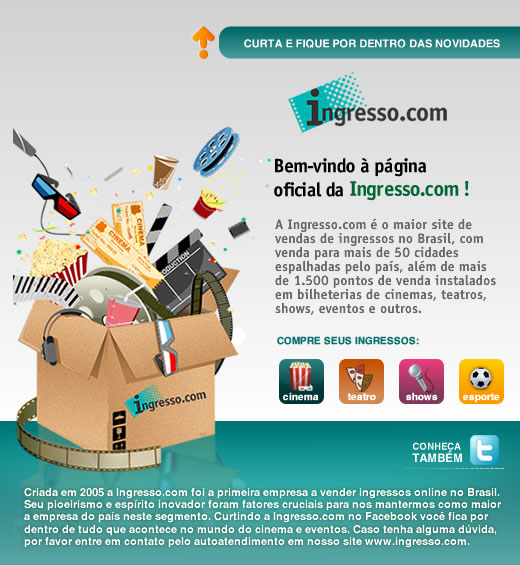 CURTA E FIQUE POR DENTRO DAS NOVIDADES
ingresso.com
Bem-vindo à página
oficial da Ingresso.com !
A Ingresso.com é o maior site de
vendas de ingressos no Brasil, com
venda para mais de 50 cidades
espalhadas pelo país, além de mais
de 1.500 pontos de venda instalados
em bilheterias de cinemas, teatros,
shows, eventos e outros.
COMPRE SEUS INGRESSOS:
cinema
teatro
shows
esporte
CINEMA
CINEMA
PRODUCTION
ingresso.com
CONHEÇA
TAMBÉM
Criada em 2005 a Ingresso.com foi a primeira empresa a vender ingressos online no Brasil.
Seu pioeirismo e espírito inovador foram fatores cruciais para nos mantermos como maior
a empresa do país neste segmento. Curtindo a Ingresso.com no Facebook você fica por
dentro de tudo que acontece no mundo do cinema e eventos. Caso tenha alguma dúvida,
por favor entre em contato pelo autoatendimento em nosso site www.ingresso.com.